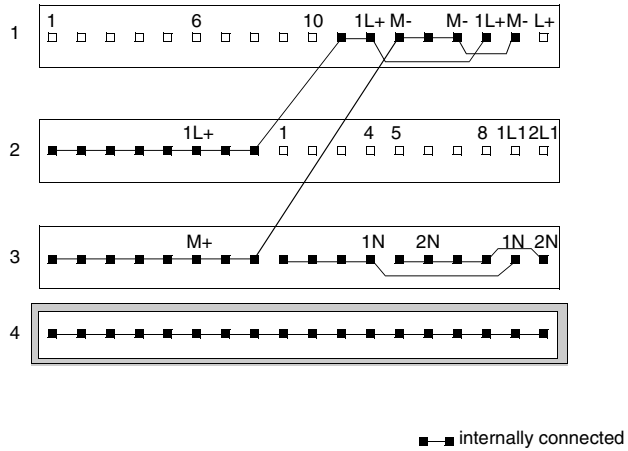 1 6 10 1L+ M- M- 1L+ M- L+
1
1L+ 1 4 5 8 1L1 2L1
2
M+ 1N 2N 1N 2N
3
4
internally connected